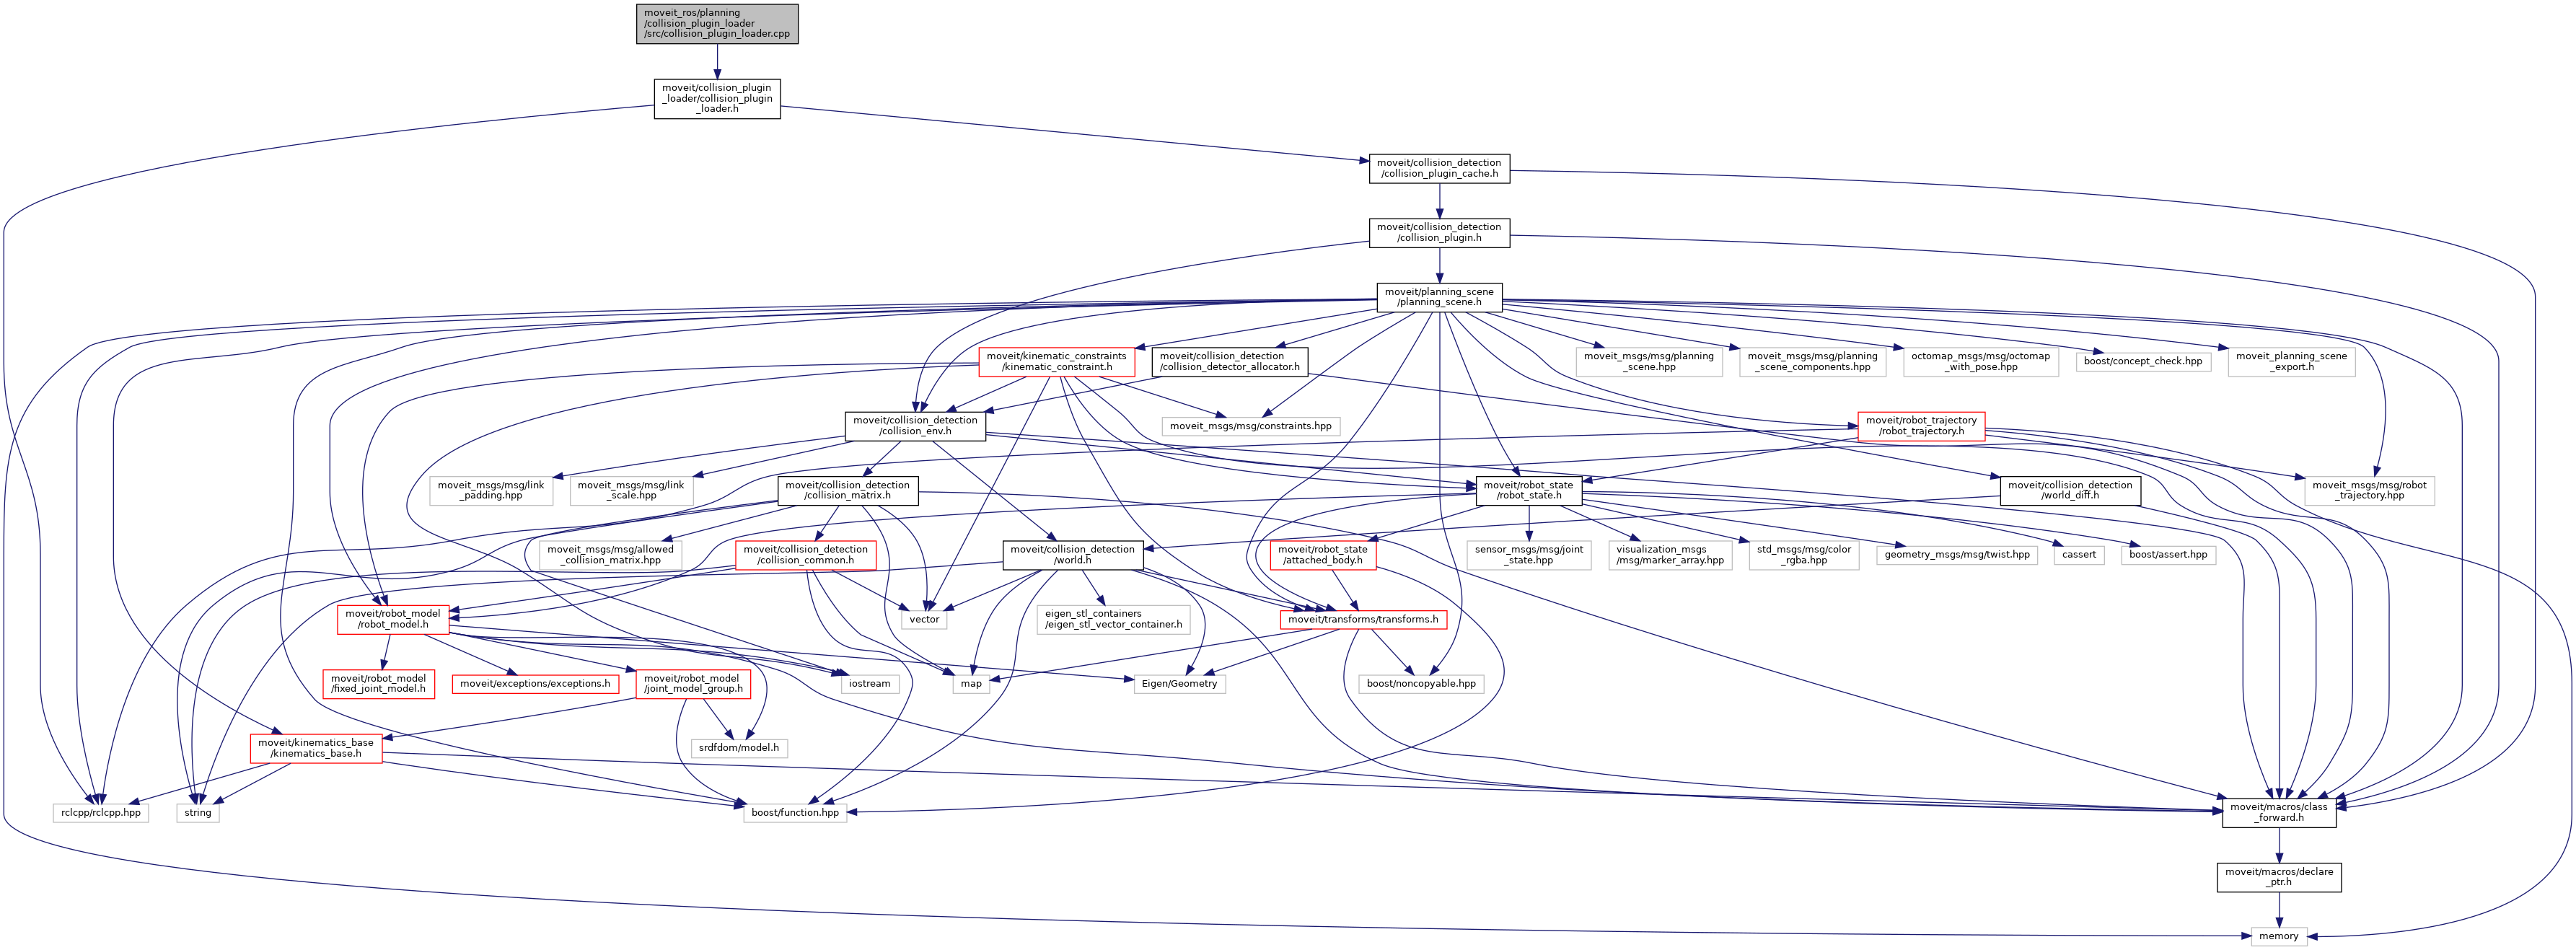 moveit_ros/planning
/collision_plugin_loader
/src/collision_plugin_loader.cpp
moveit/collision_plugin
_loader/collision_plugin
_loader.h
moveit/collision_detection
/collision_plugin_cache.h
moveit/collision_detection
/collision_plugin.h
moveit/planning_scene
/planning_scene.h
moveit/kinematic_constraints
/kinematic_constraint.h
moveit/collision_detection
/collision_detector_allocator.h
moveit_msgs/msg/planning
_scene.hpp
moveit_msgs/msg/planning
_scene_components.hpp
octomap_msgs/msg/octomap
_with_pose.hpp
boost/concept_check.hpp
moveit_planning_scene
_export.h
moveit/collision_detection
/collision_env.h
moveit_msgs/msg/constraints.hpp
moveit/robot_trajectory
/robot_trajectory.h
moveit_msgs/msg/link
_padding.hpp
moveit_msgs/msg/link
_scale.hpp
moveit/collision_detection
/collision_matrix.h
moveit/robot_state
/robot_state.h
moveit/collision_detection
/world_diff.h
moveit_msgs/msg/robot
_trajectory.hpp
moveit_msgs/msg/allowed
_collision_matrix.hpp
moveit/collision_detection
/collision_common.h
moveit/collision_detection
/world.h
moveit/robot_state
/attached_body.h
sensor_msgs/msg/joint
_state.hpp
visualization_msgs
/msg/marker_array.hpp
std_msgs/msg/color
_rgba.hpp
geometry_msgs/msg/twist.hpp
cassert
boost/assert.hpp
moveit/robot_model
/robot_model.h
vector
eigen_stl_containers
/eigen_stl_vector_container.h
moveit/transforms/transforms.h
moveit/robot_model
/fixed_joint_model.h
moveit/exceptions/exceptions.h
moveit/robot_model
/joint_model_group.h
iostream
map
Eigen/Geometry
boost/noncopyable.hpp
moveit/kinematics_base
/kinematics_base.h
srdfdom/model.h
rclcpp/rclcpp.hpp
string
boost/function.hpp
moveit/macros/class
_forward.h
moveit/macros/declare
_ptr.h
memory